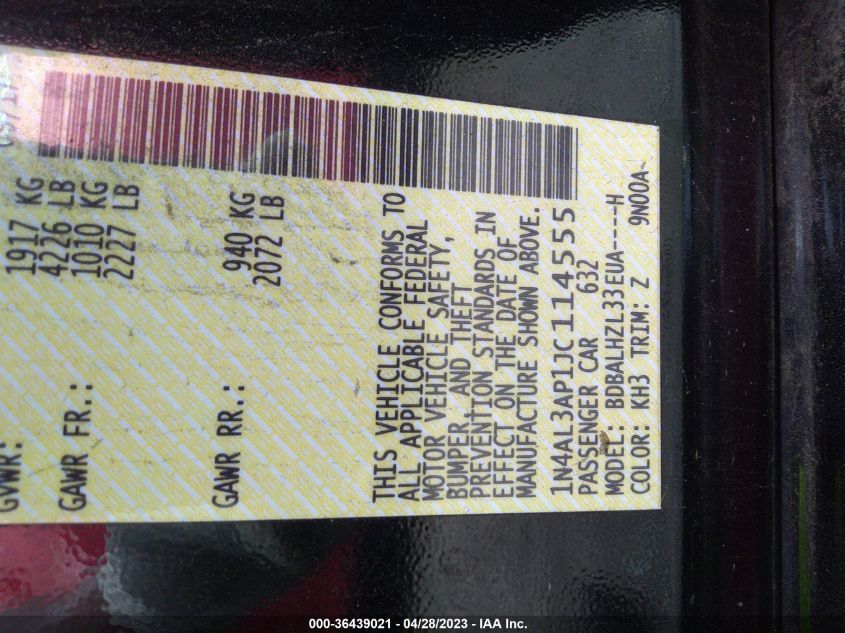 GVWR: 1917 KG
4226 LB
GAWR FR.: 1010 KG
2227 LB
GAWR RR.: 940 KG
2072 LB
THIS VEHICLE CONFORMS TO
ALL APPLICABLE FEDERAL
MOTOR VEHICLE SAFETY,
BUMPER, AND THEFT
PREVENTION STANDARDS IN
EFFECT ON THE DATE OF
MANUFACTURE SHOWN ABOVE.
1N4AL3AP1JC114555
PASSENGER CAR 632
MODEL: BDBALHZL33EUA----H
COLOR: KH3 TRIM: Z 9N00A-
000-36439021 - 04/28/2023 - IAA Inc.